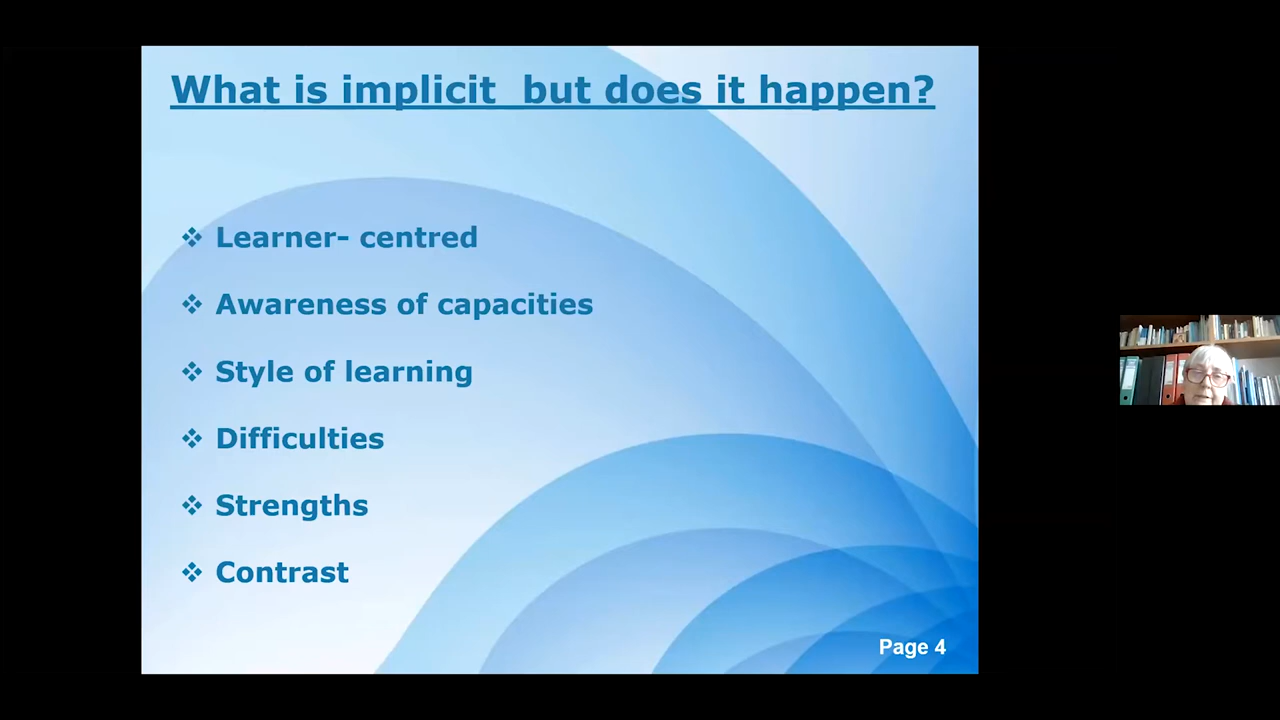 What is implicit  but does it happen?
❖ Learner- centred
❖ Awareness of capacities
❖ Style of learning
❖ Difficulties
❖ Strengths
❖ Contrast
Page 4